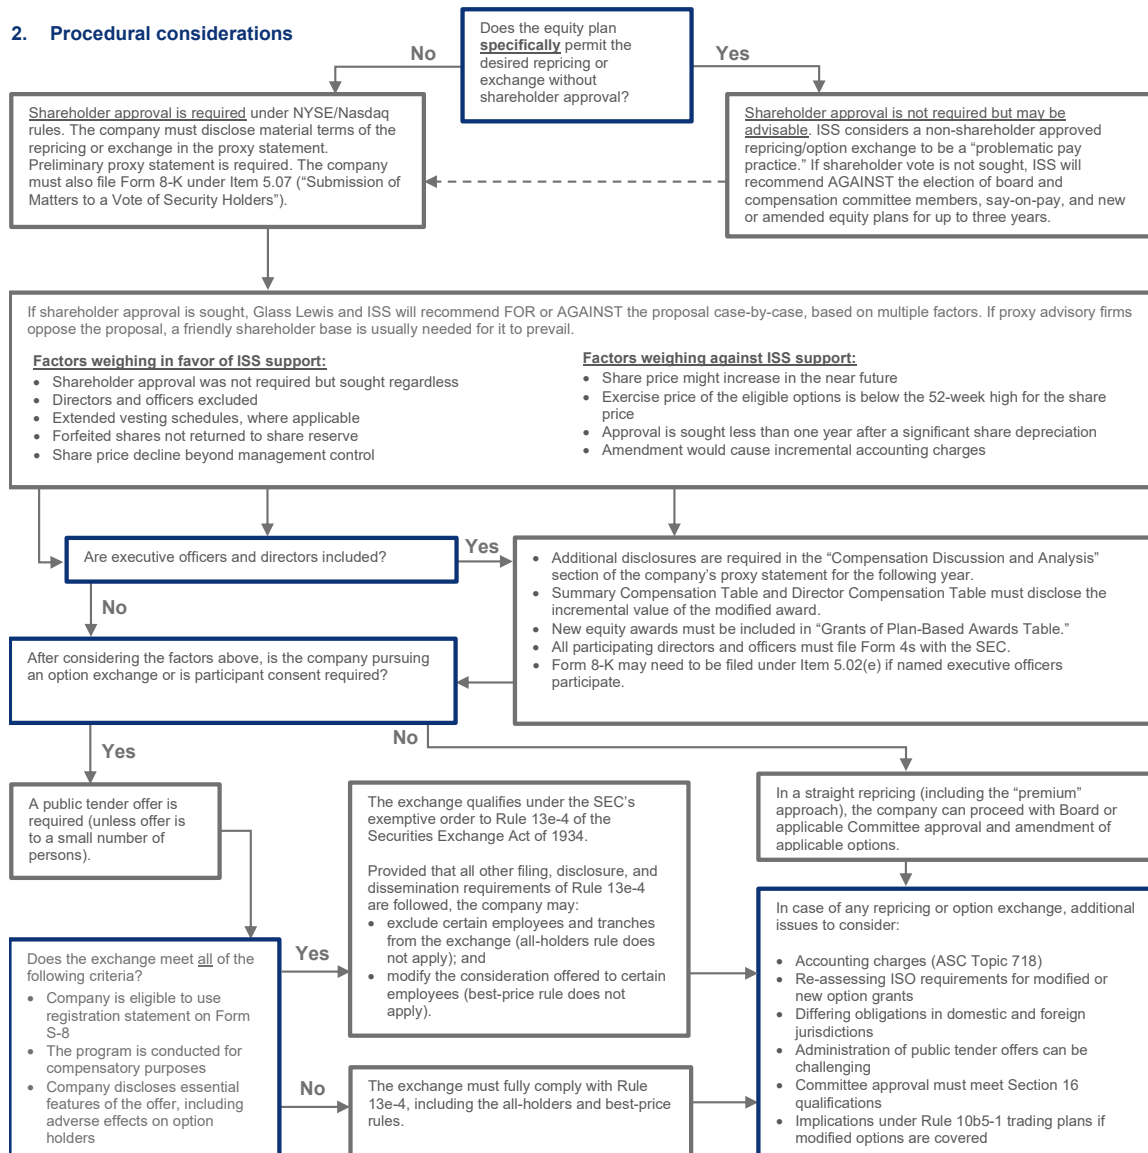 2. Procedural considerations
Does the equity plan
specifically permit the
desired repricing or
exchange without
shareholder approval?
No
Yes
Shareholder approval is required under NYSE/Nasdaq
rules. The company must disclose material terms of the
repricing or exchange in the proxy statement.
Preliminary proxy statement is required. The company
must also file Form 8-K under Item 5.07 (“Submission of
Matters to a Vote of Security Holders”).
Shareholder approval is not required but may be
advisable. ISS considers a non-shareholder approved
repricing/option exchange to be a “problematic pay
practice.” If shareholder vote is not sought, ISS will
recommend AGAINST the election of board and
compensation committee members, say-on-pay, and new
or amended equity plans for up to three years.
If shareholder approval is sought, Glass Lewis and ISS will recommend FOR or AGAINST the proposal case-by-case, based on multiple factors. If proxy advisory firms
oppose the proposal, a friendly shareholder base is usually needed for it to prevail.
Factors weighing in favor of ISS support:
• Shareholder approval was not required but sought regardless
• Directors and officers excluded
• Extended vesting schedules, where applicable
• Forfeited shares not returned to share reserve
• Share price decline beyond management control
Factors weighing against ISS support:
• Share price might increase in the near future
• Exercise price of the eligible options is below the 52-week high for the share
price
• Approval is sought less than one year after a significant share depreciation
• Amendment would cause incremental accounting charges
Are executive officers and directors included?
Yes
No
• Additional disclosures are required in the “Compensation Discussion and Analysis”
section of the company’s proxy statement for the following year.
• Summary Compensation Table and Director Compensation Table must disclose the
incremental value of the modified award.
• New equity awards must be included in “Grants of Plan-Based Awards Table.”
• All participating directors and officers must file Form 4s with the SEC.
• Form 8-K may need to be filed under Item 5.02(e) if named executive officers
participate.
After considering the factors above, is the company pursuing
an option exchange or is participant consent required?
Yes
No
A public tender offer is
required (unless offer is
to a small number of
persons).
The exchange qualifies under the SEC’s
exemptive order to Rule 13e-4 of the
Securities Exchange Act of 1934.
Provided that all other filing, disclosure, and
dissemination requirements of Rule 13e-4
are followed, the company may:
• exclude certain employees and tranches
from the exchange (all-holders rule does
not apply); and
• modify the consideration offered to certain
employees (best-price rule does not
apply).
In a straight repricing (including the “premium”
approach), the company can proceed with Board or
applicable Committee approval and amendment of
applicable options.
Does the exchange meet all of the
following criteria?
• Company is eligible to use
registration statement on Form
S-8
• The program is conducted for
compensatory purposes
• Company discloses essential
features of the offer, including
adverse effects on option
holders
Yes
No
The exchange must fully comply with Rule
13e-4, including the all-holders and best-price
rules.
In case of any repricing or option exchange, additional
issues to consider:
• Accounting charges (ASC Topic 718)
• Re-assessing ISO requirements for modified or
new option grants
• Differing obligations in domestic and foreign
jurisdictions
• Administration of public tender offers can be
challenging
• Committee approval must meet Section 16
qualifications
• Implications under Rule 10b5-1 trading plans if
modified options are covered